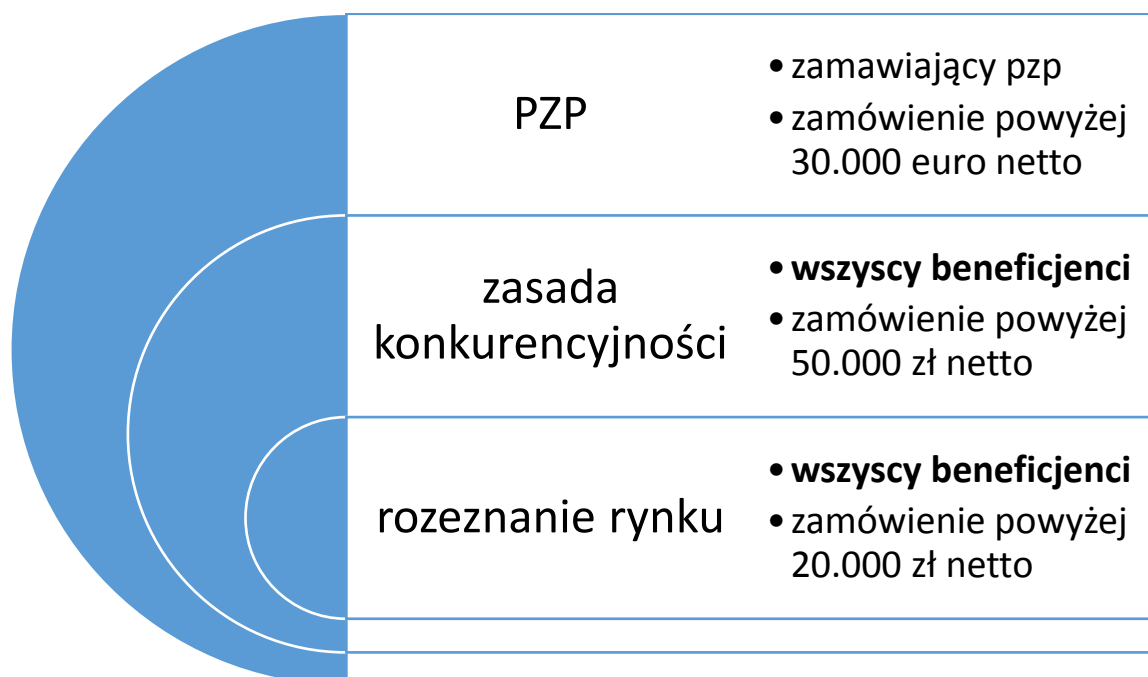 PZP
• zamawiający pzp
• zamówienie powyżej
30.000 euro netto
zasada
konkurencyjności
• wszyscy beneficjenci
• zamówienie powyżej
50.000 zł netto
rozeznanie rynku
• wszyscy beneficjenci
• zamówienie powyżej
20.000 zł netto